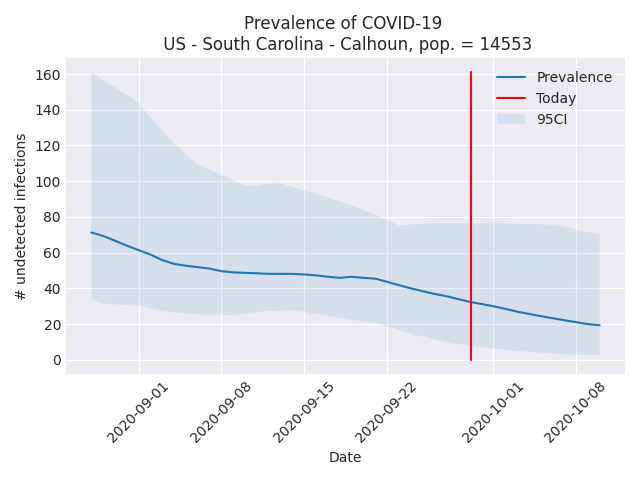 Prevalence of COVID-19
US - South Carolina - Calhoun, pop. = 14553
Prevalence
Today
95CI
# undetected infections
160
140
120
100
80
60
40
20
0
2020-09-01
2020-09-08
2020-09-15
2020-09-22
2020-10-01
2020-10-08
Date